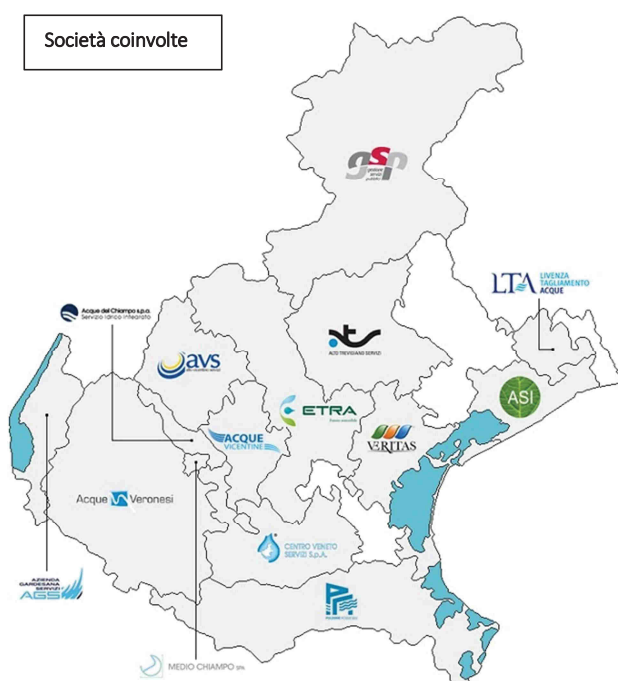 Società coinvolte
gsp
LTA LIVENZA
TAGLIAMENTO
ACQUE
Acque del Chiampo s.p.a.
Servizio Idrico Integrato
ALTO TREVIGIANO SERVIZI
avs
ASI
ETRA
ACQUE
VICENTINE
VERITAS
Acque Veronesi
CENTRO VENETO
SERVIZI S.p.A.
AZIENDA
GARDESANA
SERVIZI
AGS
MEDIO CHIAMPO SPA